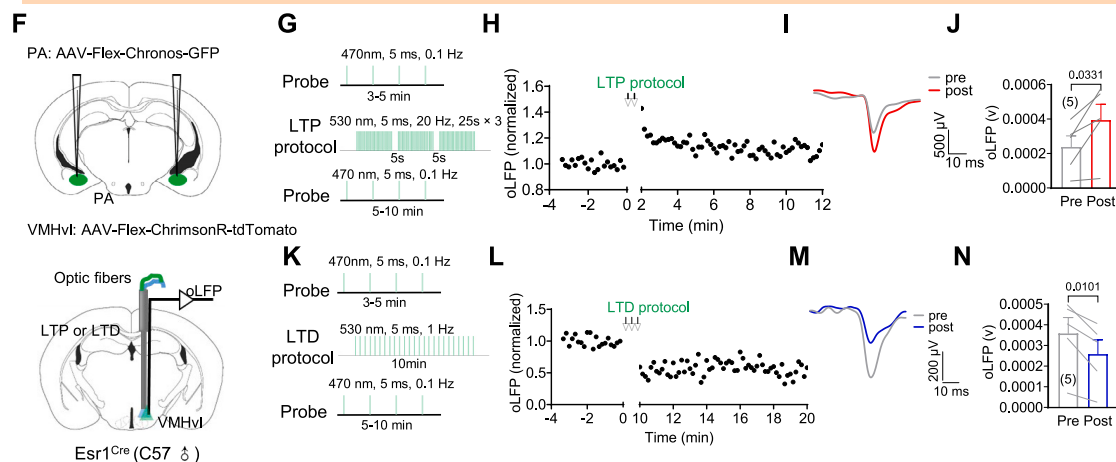 F
PA: AAV-Flex-Chronos-GFP
PA
VMHvl: AAV-Flex-ChrimsonR-tdTomato
Optic fibers
oLFP
LTP or LTD
VMHvl
Esr1Cre (C57 ♂)
G
470nm, 5 ms, 0.1 Hz
Probe
3-5 min
530 nm, 5 ms, 20 Hz, 25s × 3
LTP
protocol
5s 5s
470 nm, 5 ms, 0.1 Hz
Probe
5-10 min
H
LTP protocol
oLFP (normalized)
1.6
1.4
1.2
1.0
0.8
-4 -2 0 2 4 6 8 10 12
Time (min)
I
pre
post
500 µV
10 ms
J
0.0331
(5)
oLFP (v)
0.0006
0.0004
0.0002
0.0000
Pre Post
K
470nm, 5 ms, 0.1 Hz
Probe
3-5 min
530 nm, 5 ms, 1 Hz
LTD
protocol
10min
470 nm, 5 ms, 0.1 Hz
Probe
5-10 min
L
LTD protocol
oLFP (normalized)
1.5
1.0
0.5
0.0
-4 -2 0 10 12 14 16 18 20
Time (min)
M
pre
post
200 µV
10 ms
N
0.0101
oLFP (v)
0.0005
0.0004
0.0003
0.0002
0.0001
0.0000
(5)
Pre Post